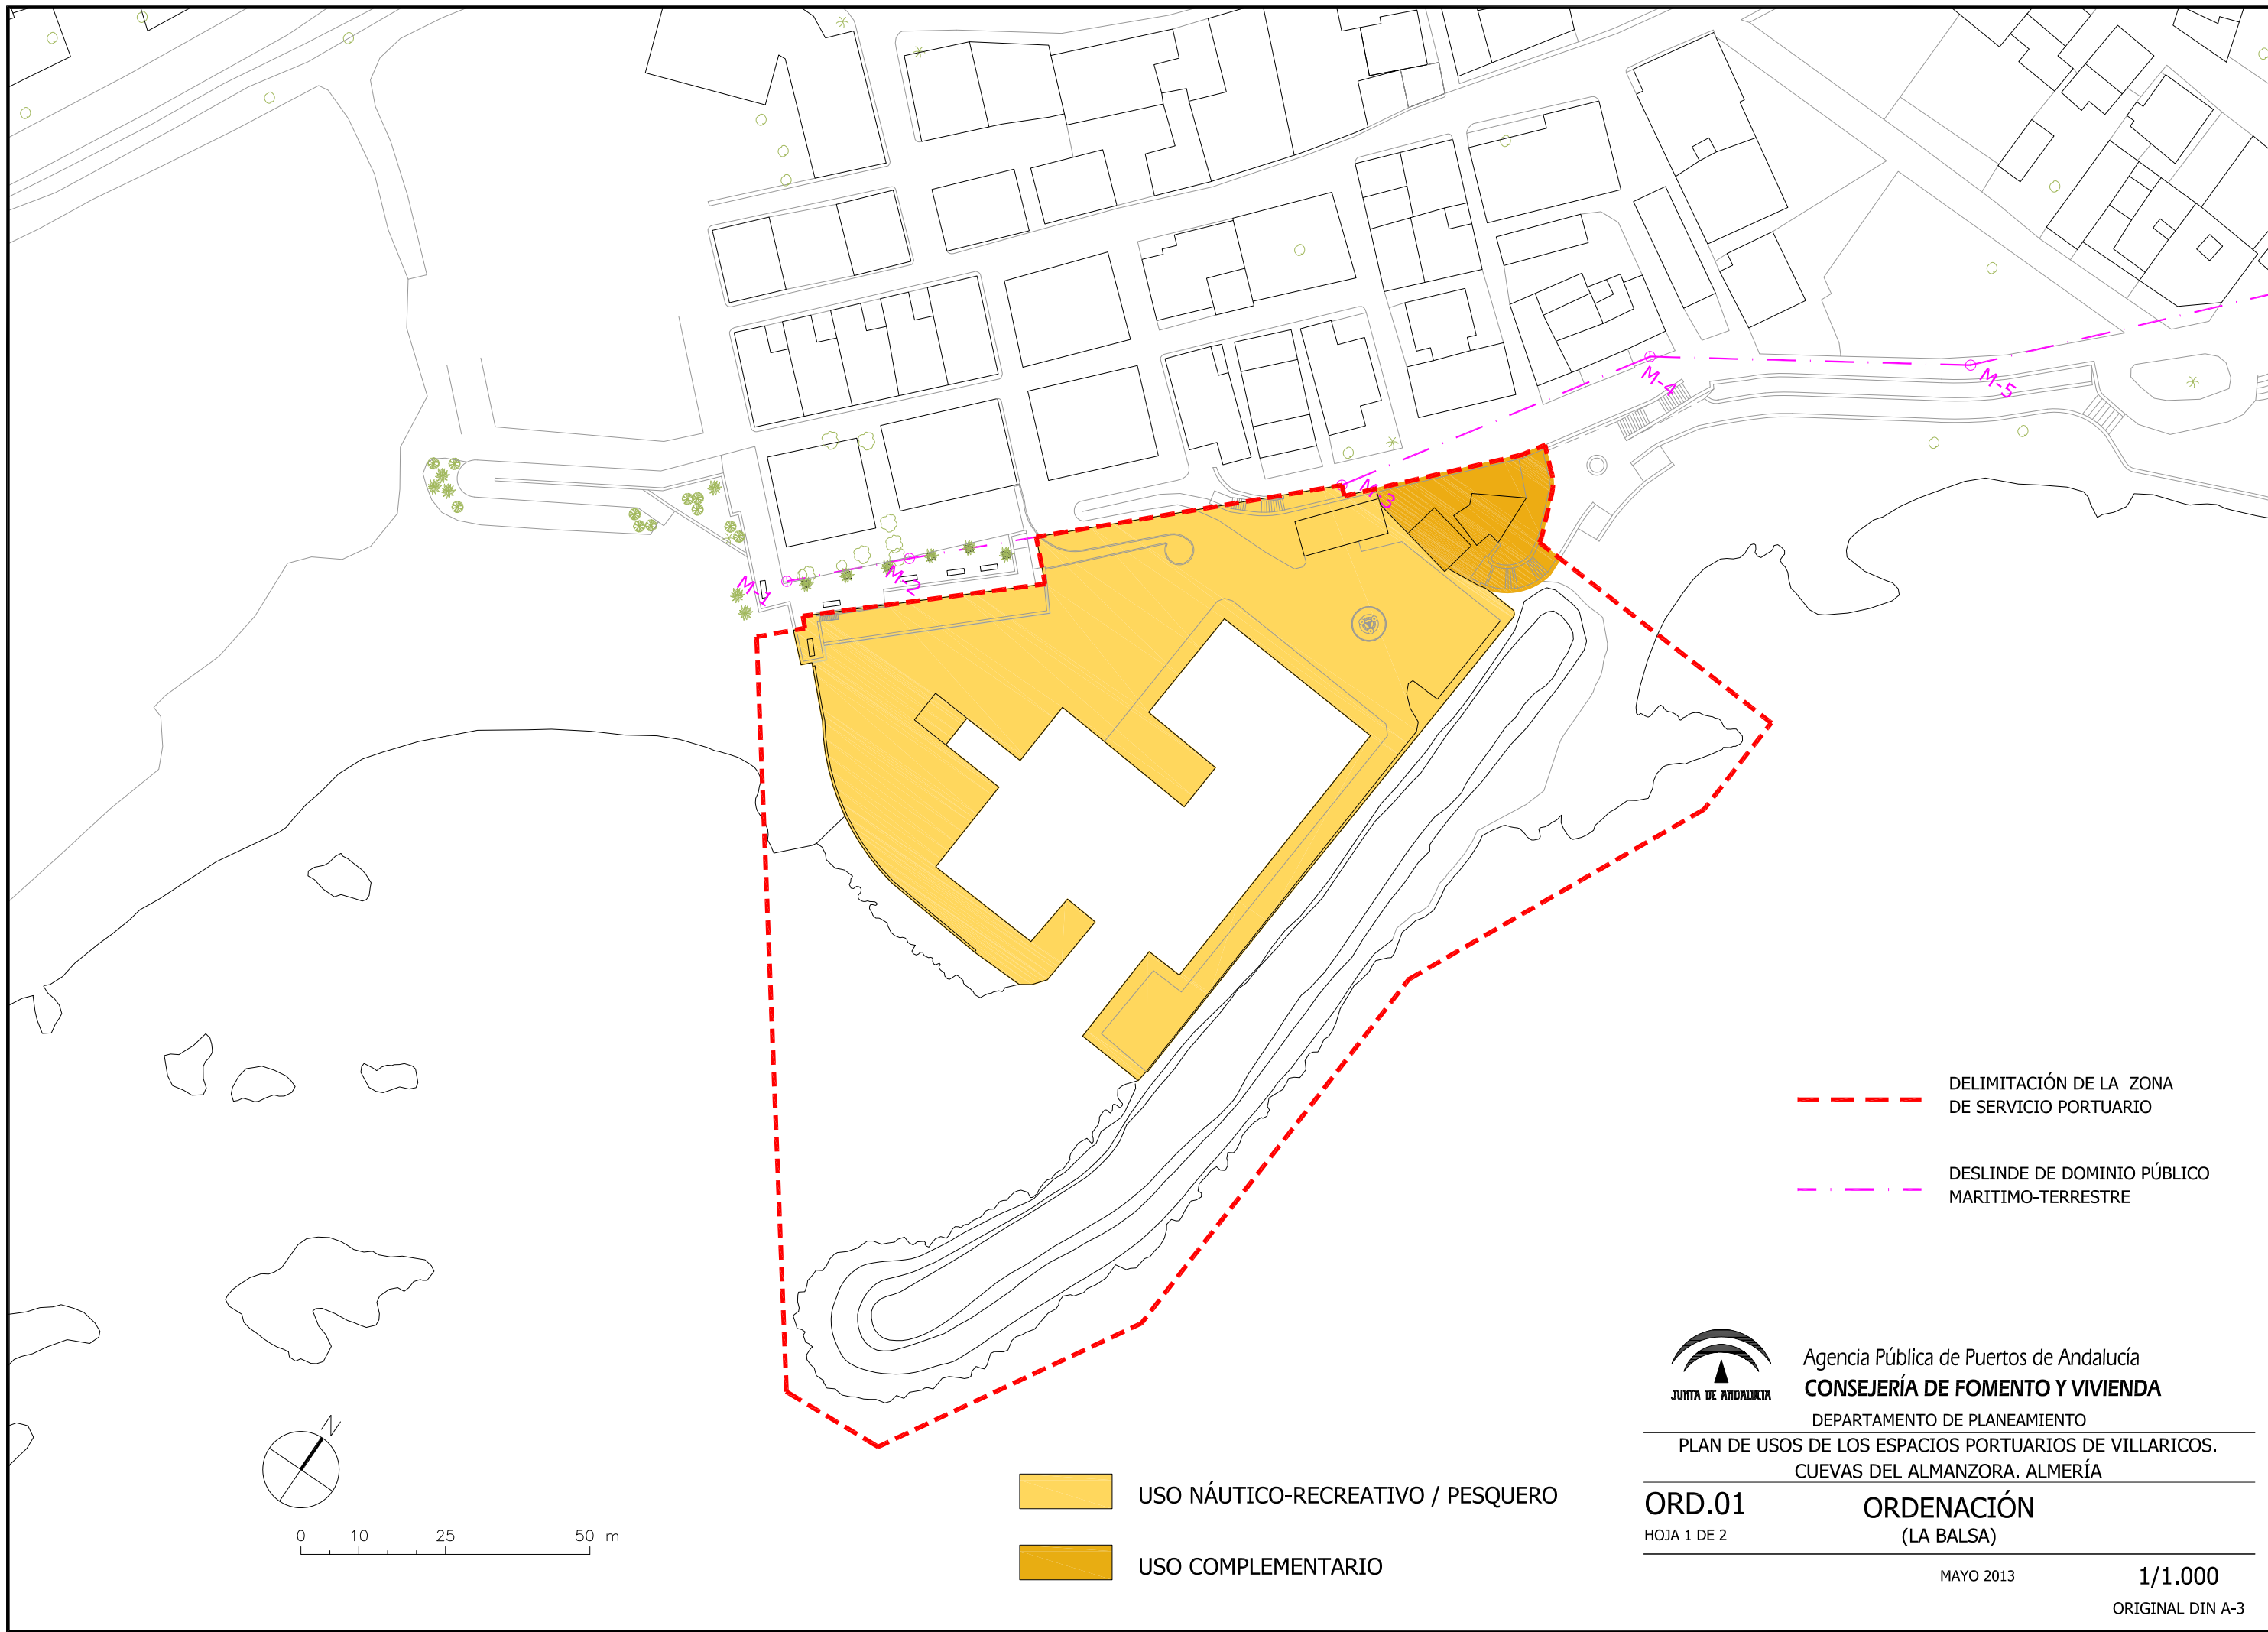 M-1
M-2
M-3
M-4
M-5
DELIMITACIÓN DE LA ZONA
DE SERVICIO PORTUARIO
DESLINDE DE DOMINIO PÚBLICO
MARITIMO-TERRESTRE
N
0 10 25 50 m
USO NÁUTICO-RECREATIVO / PESQUERO
USO COMPLEMENTARIO
JUNTA DE ANDALUCIA
Agencia Pública de Puertos de Andalucía
CONSEJERÍA DE FOMENTO Y VIVIENDA
DEPARTAMENTO DE PLANEAMIENTO
PLAN DE USOS DE LOS ESPACIOS PORTUARIOS DE VILLARICOS.
CUEVAS DEL ALMANZORA. ALMERÍA
ORD.01 ORDENACIÓN
HOJA 1 DE 2 (LA BALSA)
MAYO 2013 1/1.000
ORIGINAL DIN A-3